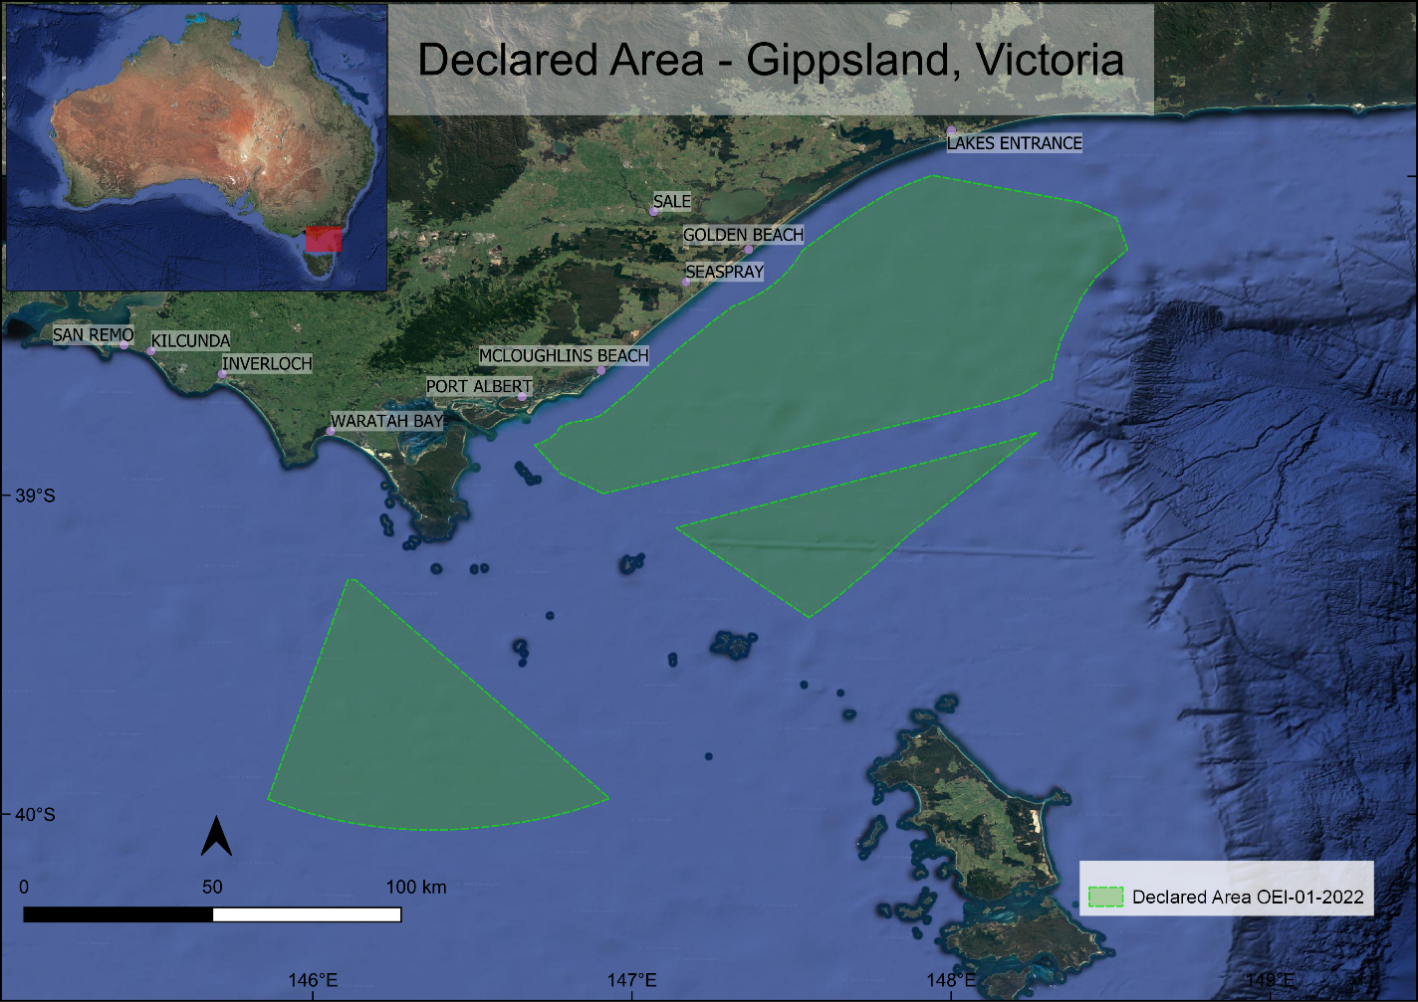 Declared Area - Gippsland, Victoria
LAKES ENTRANCE
SALE
GOLDEN BEACH
SEASPRAY
SAN REMO
KILCUNDA
INVERLOCH
MCLOUGHLINS BEACH
PORT ALBERT
WARATAH BAY
39°S
40°S
0 50 100 km
Declared Area OEI-01-2022
146°E 147°E 148°E 149°E